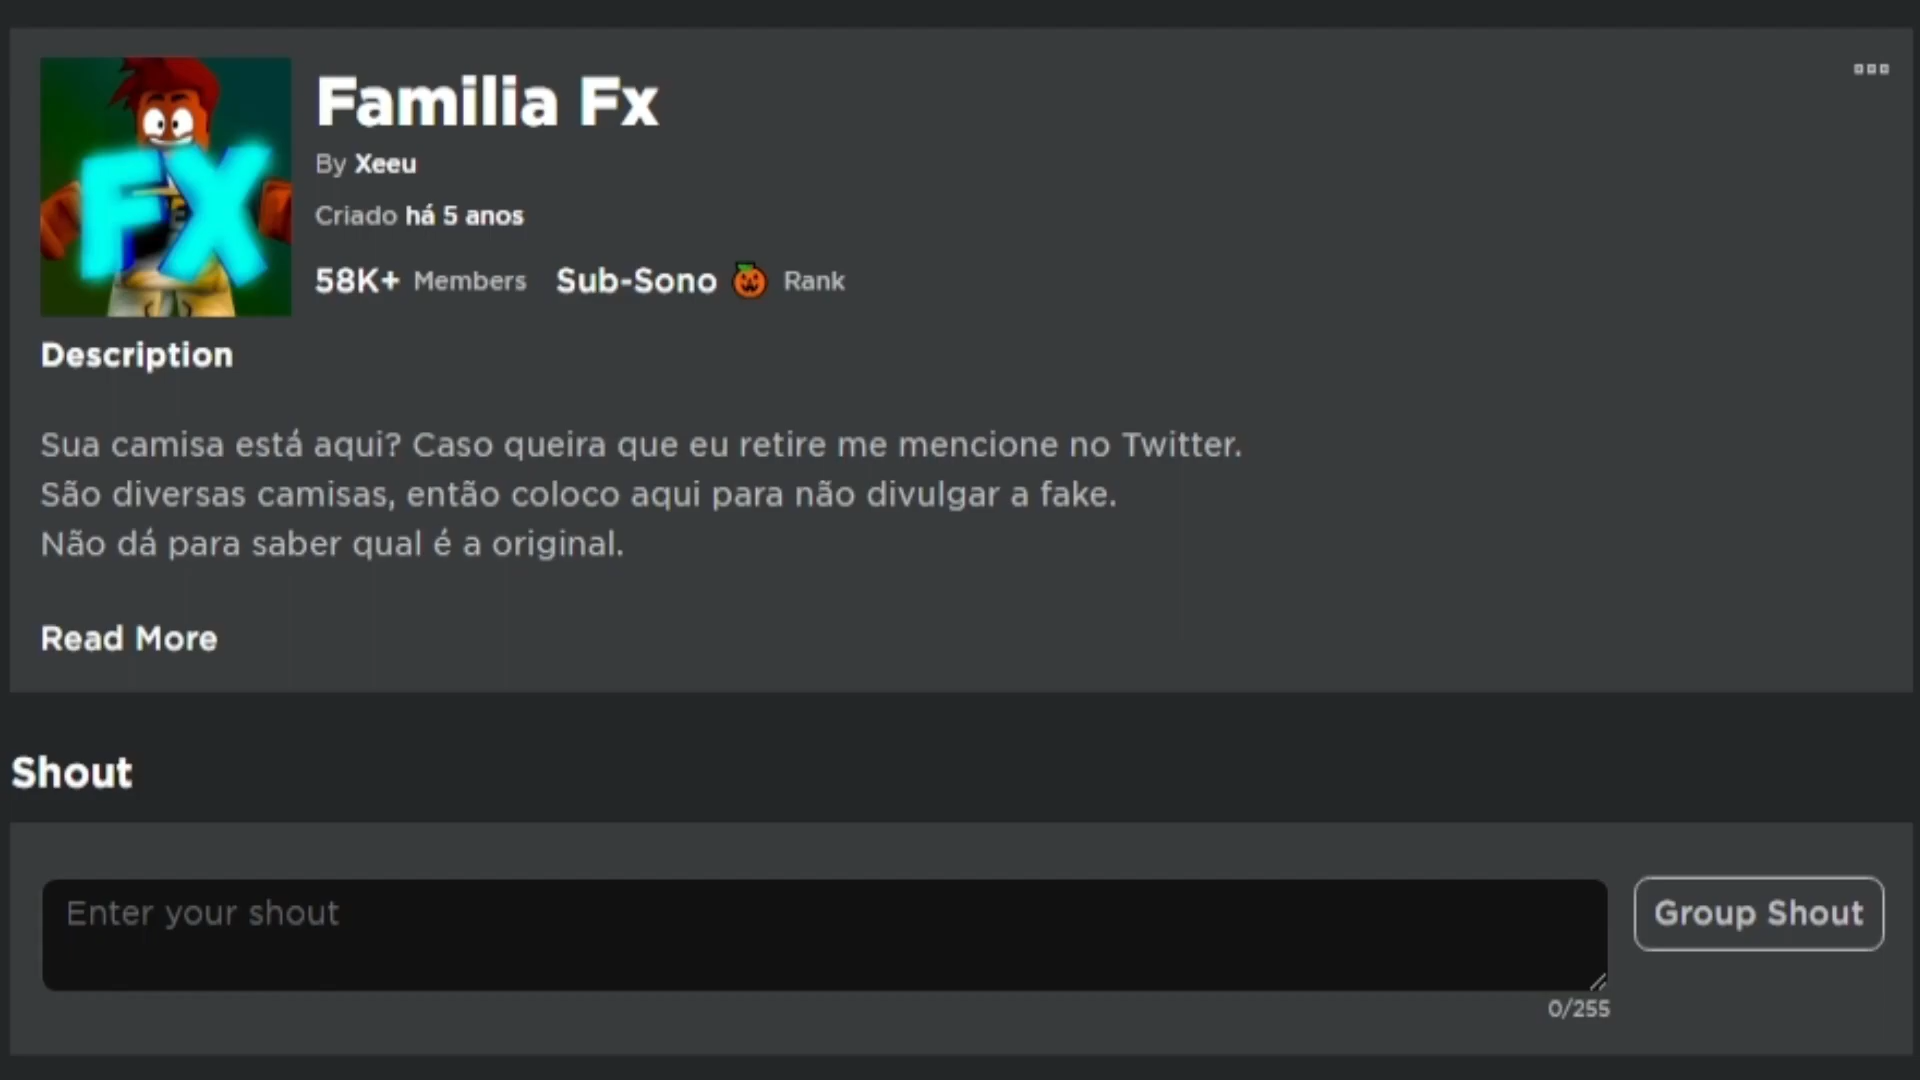 FX
Familia Fx
By Xeeu
Criado há 5 anos
58K+ Members Sub-Sono 🎃 Rank
Description
Sua camisa está aqui? Caso queira que eu retire me mencione no Twitter.
São diversas camisas, então coloco aqui para não divulgar a fake.
Não dá para saber qual é a original.
Read More
Shout
Enter your shout
Group Shout
0/255